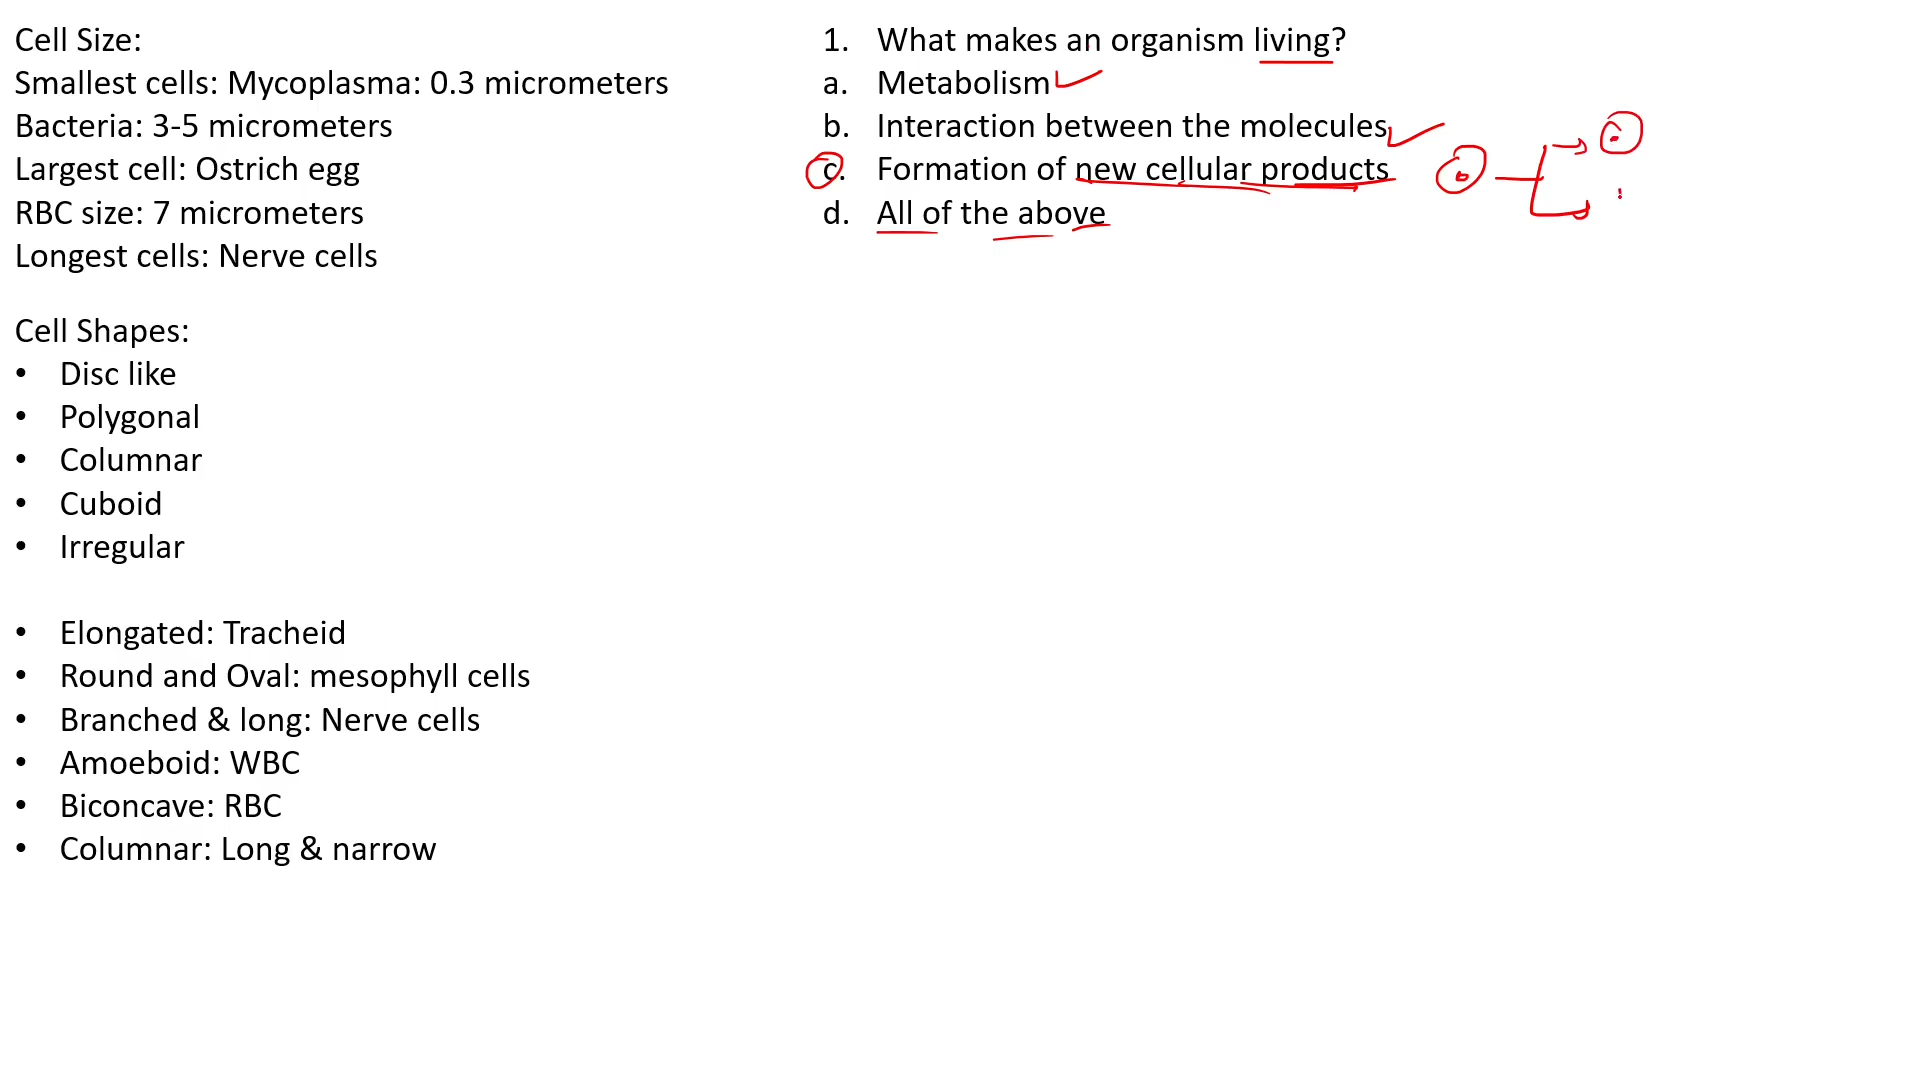 Cell Size:
Smallest cells: Mycoplasma: 0.3 micrometers
Bacteria: 3-5 micrometers
Largest cell: Ostrich egg
RBC size: 7 micrometers
Longest cells: Nerve cells
Cell Shapes:
• Disc like
• Polygonal
• Columnar
• Cuboid
• Irregular
• Elongated: Tracheid
• Round and Oval: mesophyll cells
• Branched & long: Nerve cells
• Amoeboid: WBC
• Biconcave: RBC
• Columnar: Long & narrow
1. What makes an organism living?
a. Metabolism
b. Interaction between the molecules
c. Formation of new cellular products
d. All of the above